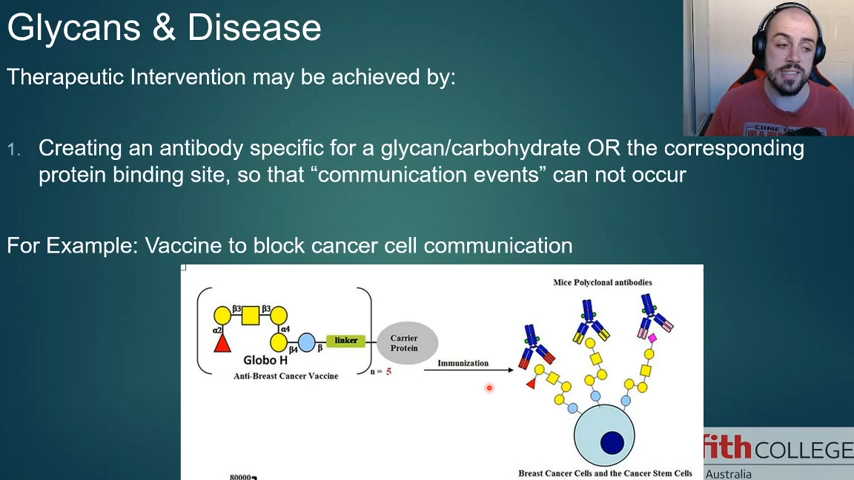 Glycans & Disease
Therapeutic Intervention may be achieved by:
1. Creating an antibody specific for a glycan/carbohydrate OR the corresponding
protein binding site, so that “communication events” can not occur
For Example: Vaccine to block cancer cell communication
Mice Polyclonal antibodies
β3 β3
α2 α4
β4 β
linker
Carrier
Protein
Globo H
Anti-Breast Cancer Vaccine
n = 5
Immunization
Breast Cancer Cells and the Cancer Stem Cells
fith COLLEGE
Australia